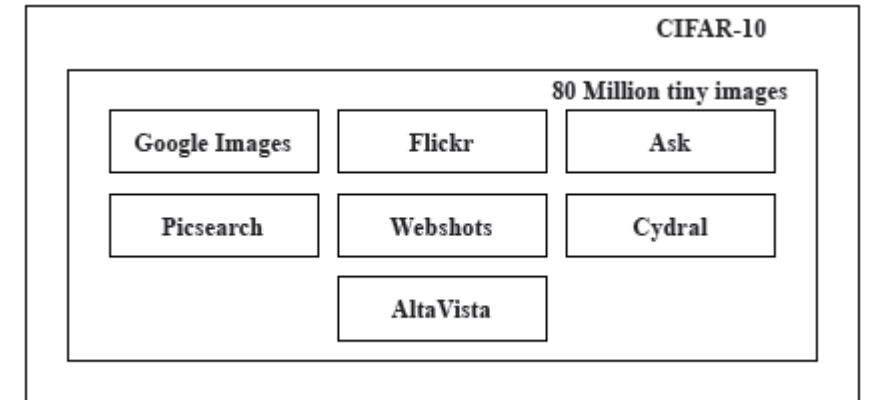 CIFAR-10
80 Million tiny images
Google Images
Flickr
Ask
Picsearch
Webshots
Cydral
AltaVista